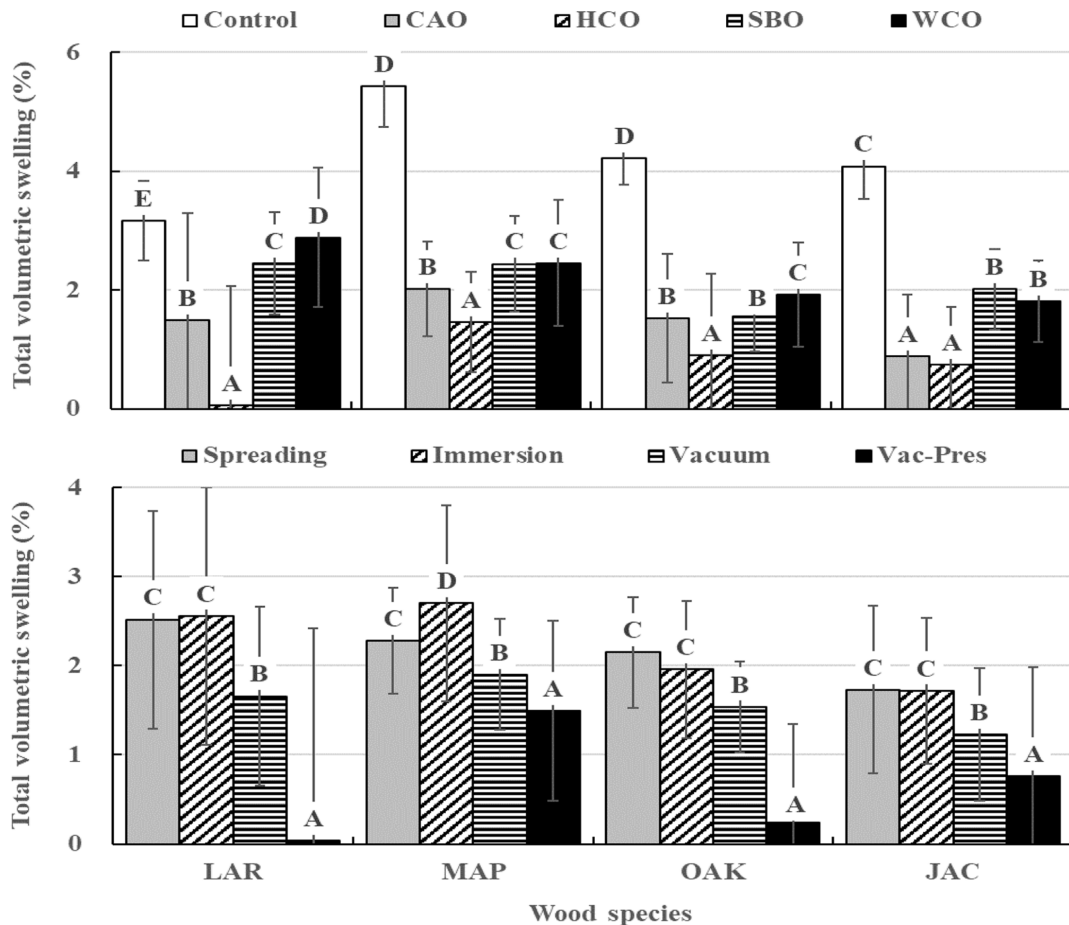 Control CAO HCO SBO WCO
Total volumetric swelling (%)
6
4
2
0
E B A C D
D B A C C
D B A B C
C A A B B
Spreading Immersion Vacuum Vac-Pres
Total volumetric swelling (%)
4
3
2
1
0
C C B A
C D B A
C C B A
C C B A
LAR MAP OAK JAC
Wood species